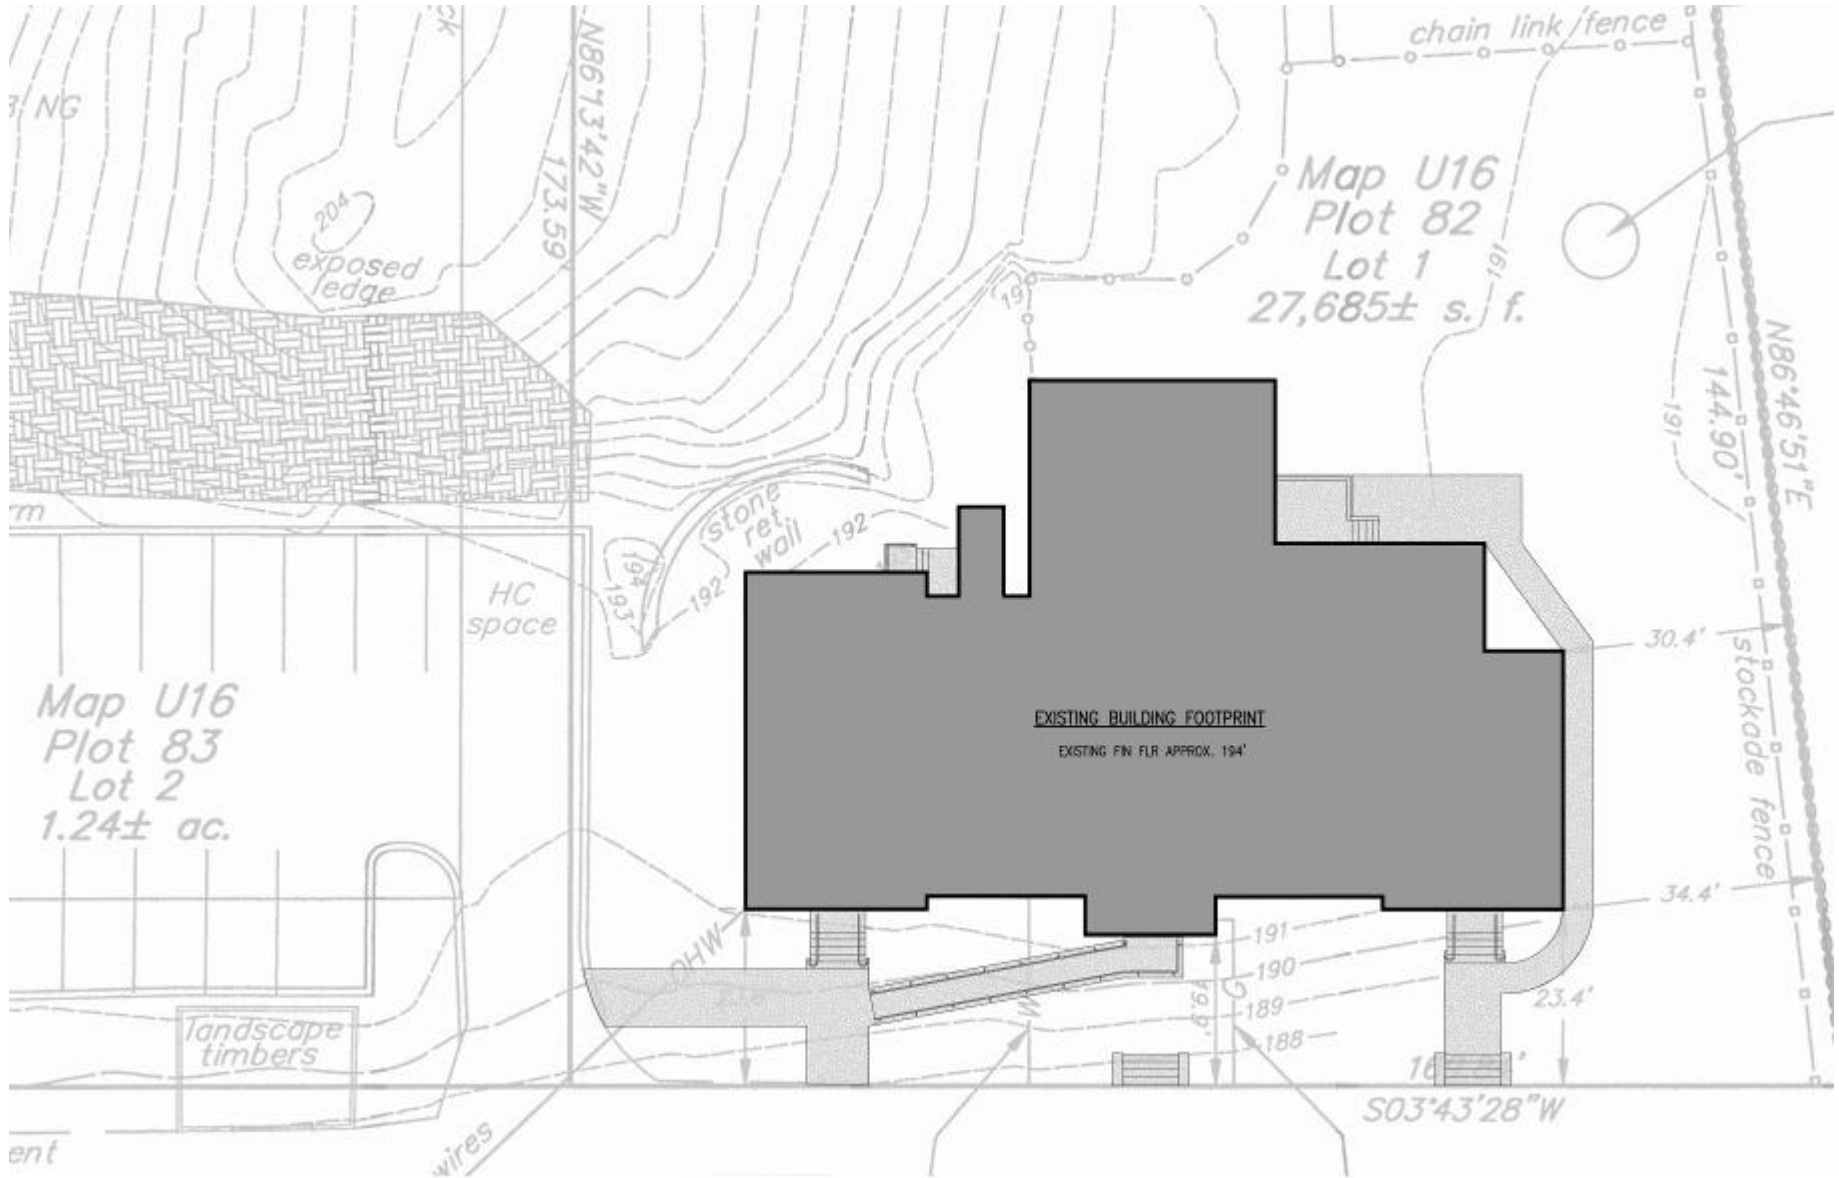 chain link fence
NG
N86°13'42"W
173.59'
204
exposed
ledge
Map U16
Plot 82
Lot 1
27,685± s. f.
191
19
N86°46'51"E
144.90'
191
stone
ret.
wall
192
192
194
193
HC
space
30.4'
stockade fence
Map U16
Plot 83
Lot 2
1.24± ac.
EXISTING BUILDING FOOTPRINT
EXISTING FIN FLR APPROX. 194'
34.4'
OHW
191
190
189
188
W
G
19.9'
23.4'
landscape
timbers
S03°43'28"W
wires